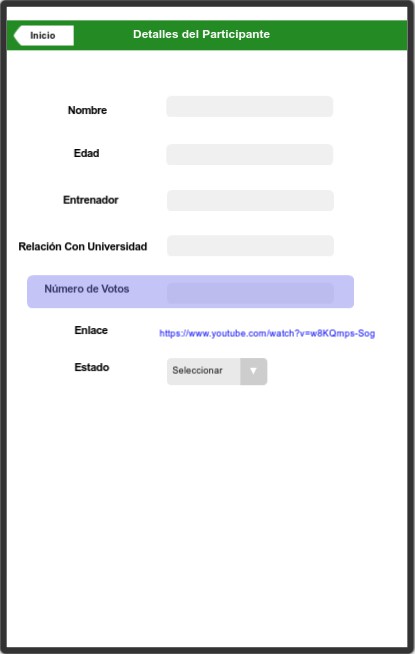 Inicio
Detalles del Participante
Nombre
Edad
Entrenador
Relación Con Universidad
Número de Votos
Enlace https://www.youtube.com/watch?v=w8KQmps-Sog
Estado Seleccionar